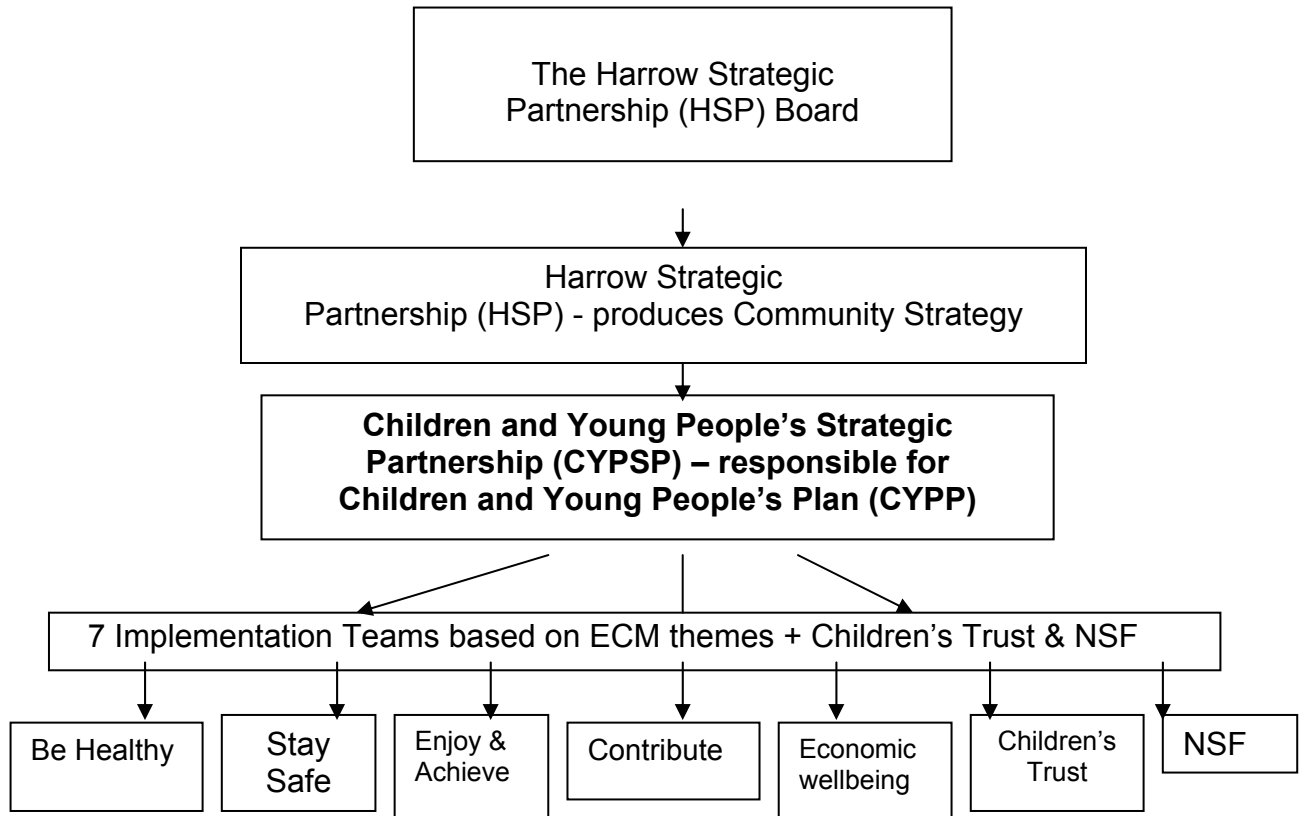 The Harrow Strategic
Partnership (HSP) Board
Harrow Strategic
Partnership (HSP) - produces Community Strategy
Children and Young People’s Strategic
Partnership (CYPSP) – responsible for
Children and Young People’s Plan (CYPP)
7 Implementation Teams based on ECM themes + Children’s Trust & NSF
Be Healthy
Stay
Safe
Enjoy &
Achieve
Contribute
Economic
wellbeing
Children’s
Trust
NSF